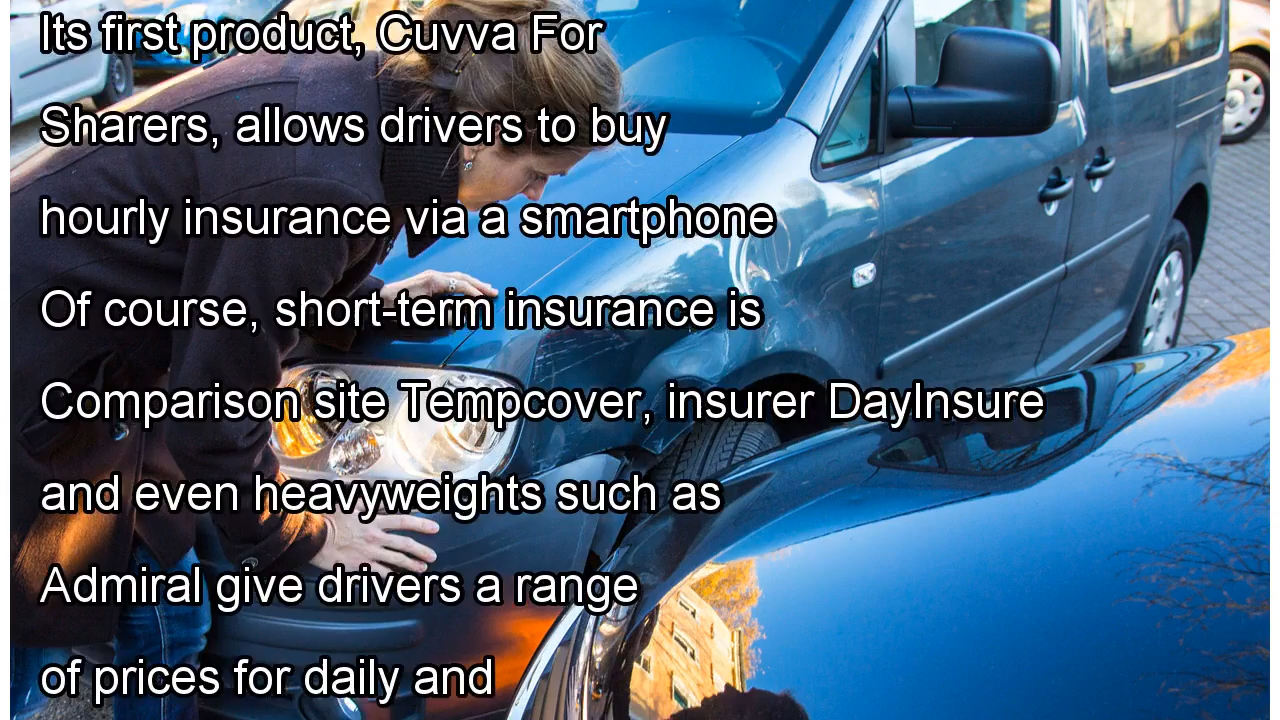 Its first product, Cuvva For
Sharers, allows drivers to buy
hourly insurance via a smartphone
Of course, short-term insurance is
Comparison site Tempcover, insurer DayInsure
and even heavyweights such as
Admiral give drivers a range
of prices for daily and